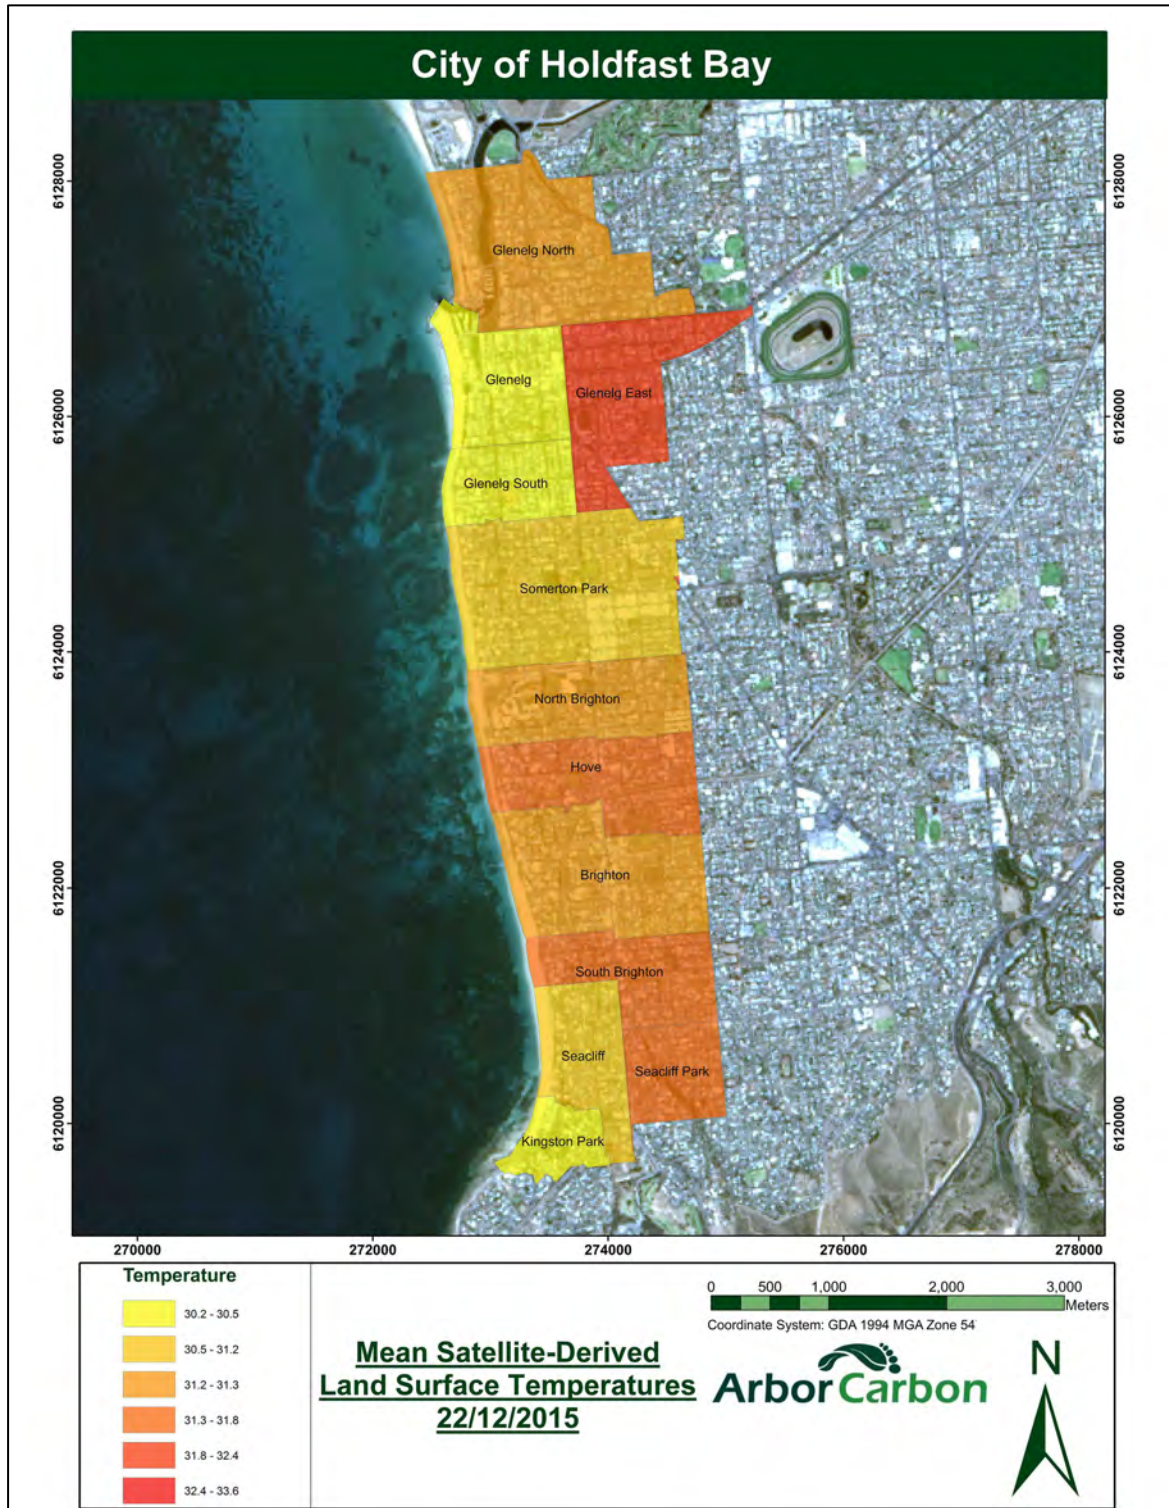 City of Holdfast Bay
6128000
6128000
Glenelg North
Glenelg
Glenelg East
6126000
6126000
Glenelg South
Somerton Park
6124000
6124000
North Brighton
Hove
Brighton
6122000
6122000
South Brighton
Seacliff
Seacliff Park
6120000
6120000
Kingston Park
270000 272000 274000 276000 278000
Temperature
30.2 - 30.5
30.5 - 31.2
31.2 - 31.3
31.3 - 31.8
31.8 - 32.4
32.4 - 33.6
Mean Satellite-Derived
Land Surface Temperatures
22/12/2015
0 500 1,000 2,000 3,000
Meters
Coordinate System: GDA 1994 MGA Zone 54
ArborCarbon
N